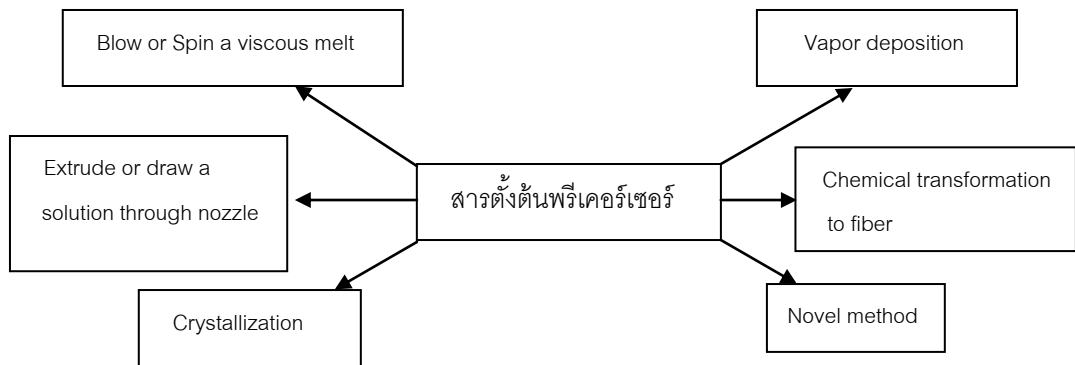 Blow or Spin a viscous melt
Vapor deposition
Extrude or draw a
solution through nozzle
สารตั้งต้นพรีเคอร์เซอร์
Chemical transformation
to fiber
Crystallization
Novel method